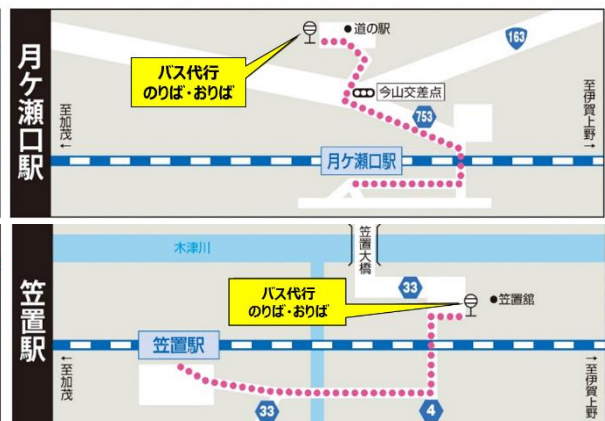 月ケ瀬口駅
道の駅
163
バス代行
のりば・おりば
今山交差点
753
至加茂
至伊賀上野
月ケ瀬口駅
笠置駅
木津川
笠置大橋
33
バス代行
のりば・おりば
笠置舘
笠置駅
至加茂
至伊賀上野
33
4